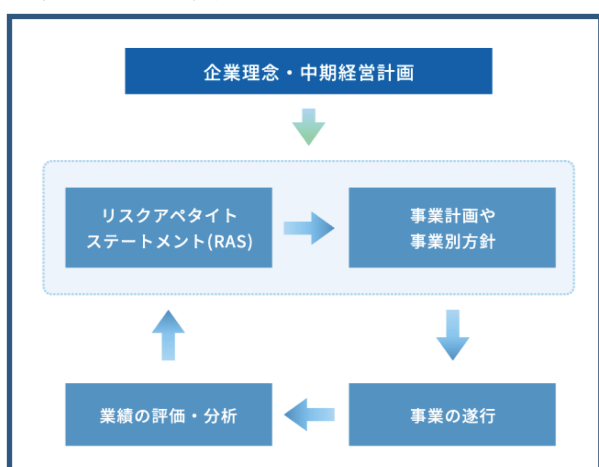 企業理念・中期経営計画
リスクアペタイト
ステートメント(RAS)
事業計画や
事業別方針
業績の評価・分析
事業の遂行